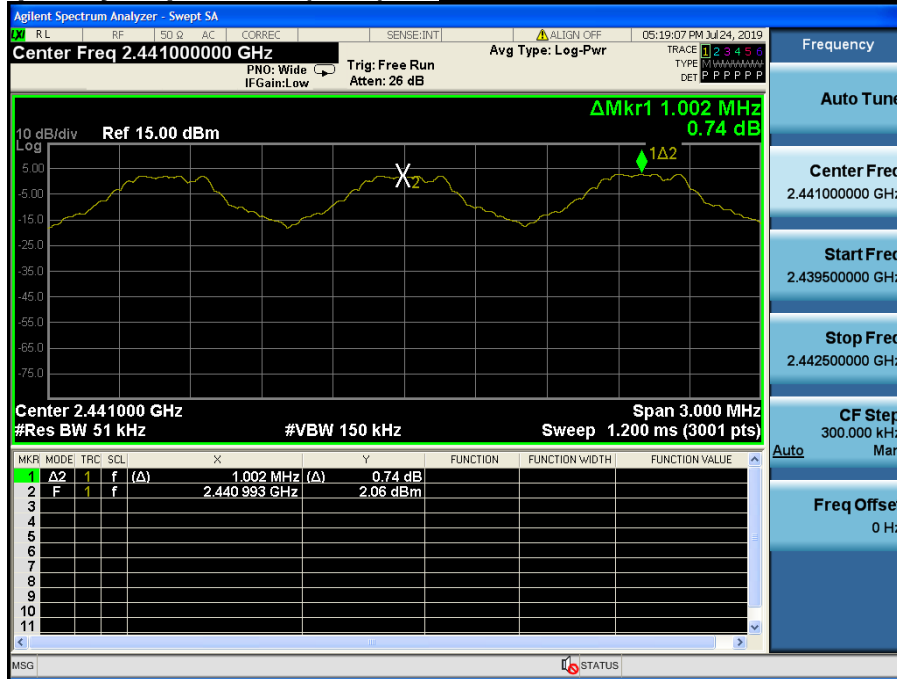 Agilent Spectrum Analyzer - Swept SA
LXI RL RF 50 Ω AC CORREC SENSE:INT ALIGN OFF 05:19:07 PM Jul 24, 2019
Center Freq 2.441000000 GHz
PNO: Wide
IFGain:Low
Trig: Free Run
Atten: 26 dB
Avg Type: Log-Pwr
TRACE 1 2 3 4 5 6
TYPE M
DET P P P P P P
ΔMkr1 1.002 MHz
0.74 dB
10 dB/div Ref 15.00 dBm
Log
5.00
-5.00
-15.0
-25.0
-35.0
-45.0
-55.0
-65.0
-75.0
1Δ2
X2
Center 2.441000 GHz Span 3.000 MHz
#Res BW 51 kHz #VBW 150 kHz Sweep 1.200 ms (3001 pts)
MKR MODE TRC SCL X Y FUNCTION FUNCTION WIDTH FUNCTION VALUE
1 Δ2 1 f (Δ) 1.002 MHz (Δ) 0.74 dB
2 F 1 f 2.440 993 GHz 2.06 dBm
3
4
5
6
7
8
9
10
11
MSG STATUS
Frequency
Auto Tune
Center Freq
2.441000000 GHz
Start Freq
2.439500000 GHz
Stop Freq
2.442500000 GHz
CF Step
300.000 kHz
Auto Man
Freq Offset
0 Hz